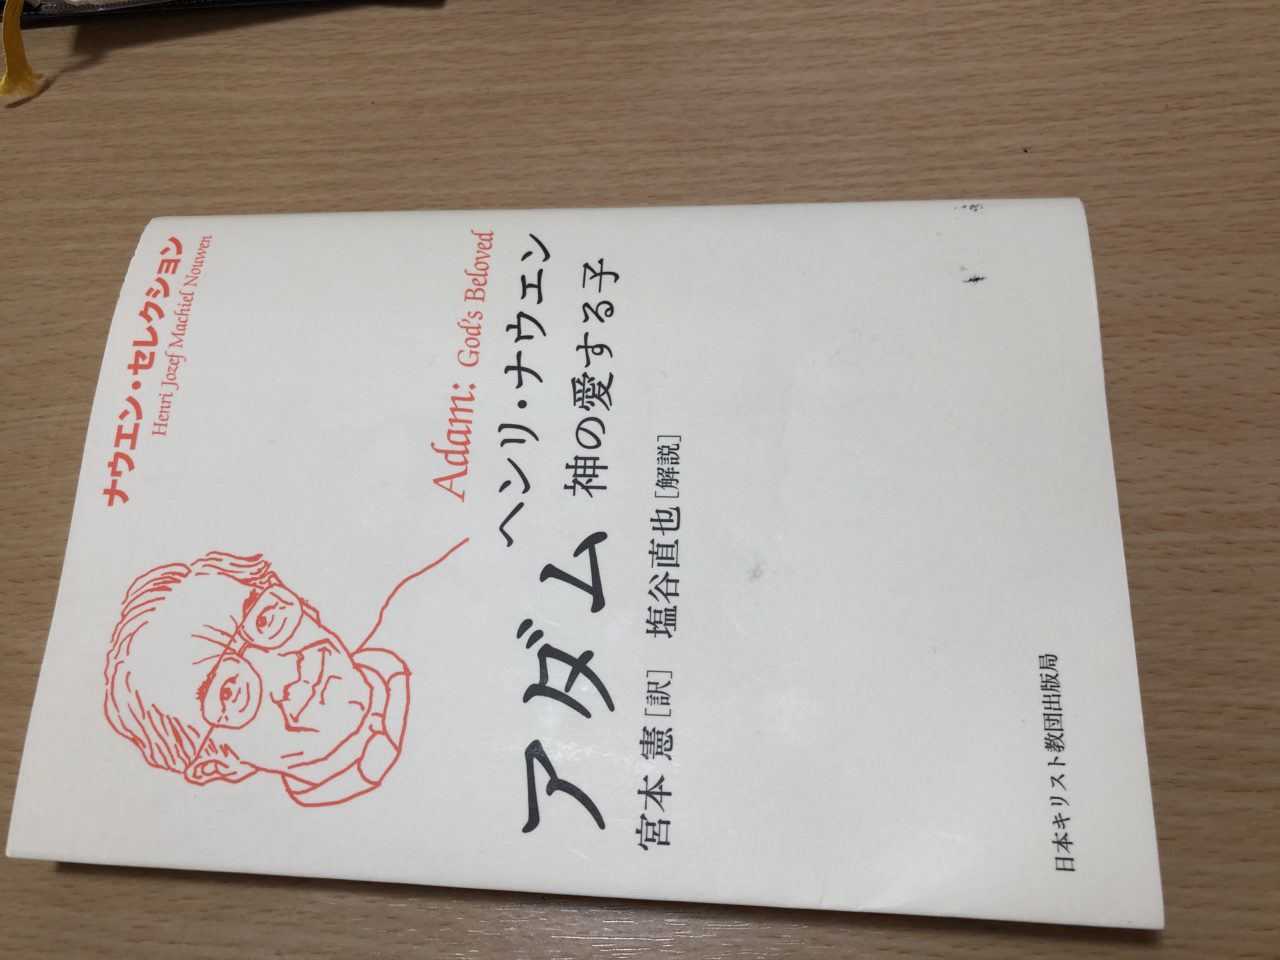 ナウエン・セレクション
Henri Jozef Machiel Nouwen
Adam: God's Beloved
ヘンリ・ナウエン
アダム 神の愛する子
宮本 憲[訳] 塩谷直也[解説]
日本キリスト教団出版局